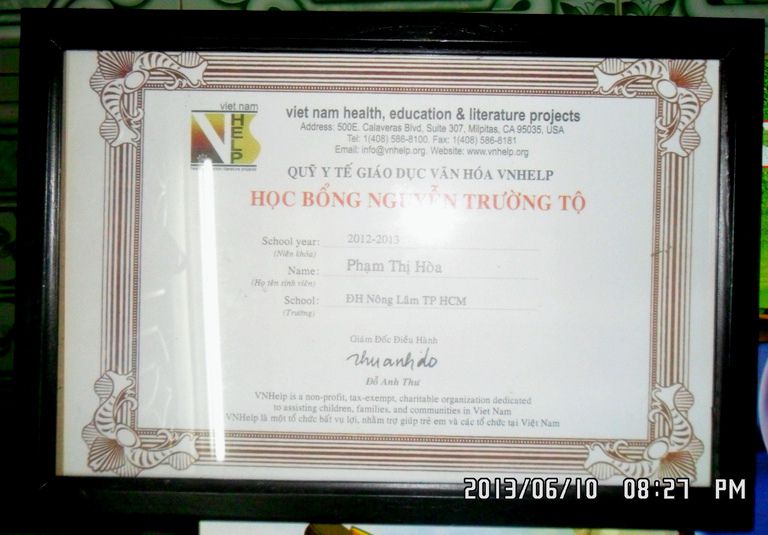 viet nam
VN
HELP
viet nam health, education & literature projects
Address: 500E. Calaveras Blvd, Suite 307, Milpitas, CA 95035, USA
Tel: 1(408) 586-8100, Fax: 1(408) 586-8181
Email: info@vnhelp.org. Website: www.vnhelp.org
QUỸ Y TẾ GIÁO DỤC VĂN HÓA VNHELP
HỌC BỔNG NGUYỄN TRƯỜNG TỘ
School year: 2012-2013
(Niên khóa)
Name: Phạm Thị Hòa
(Họ tên sinh viên)
School: ĐH Nông Lâm TP HCM
(Trường)
Giám Đốc Điều Hành
Thu anh do
Đỗ Anh Thư
VNHelp is a non-profit, tax-exempt, charitable organization dedicated
to assisting children, families, and communities in Viet Nam
VNHelp là một tổ chức bất vụ lợi, nhằm trợ giúp trẻ em và các tổ chức tại Việt Nam
2013/06/10 08:27 PM